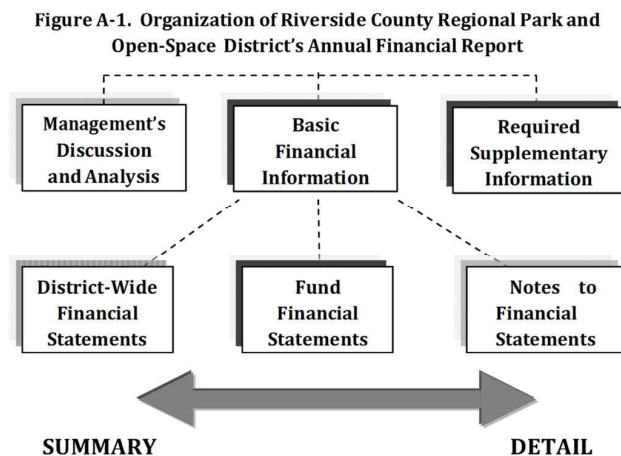 Figure A-1. Organization of Riverside County Regional Park and
Open-Space District's Annual Financial Report
Management's
Discussion
and Analysis
Basic
Financial
Information
Required
Supplementary
Information
District-Wide
Financial
Statements
Fund
Financial
Statements
Notes to
Financial
Statements
SUMMARY
DETAIL